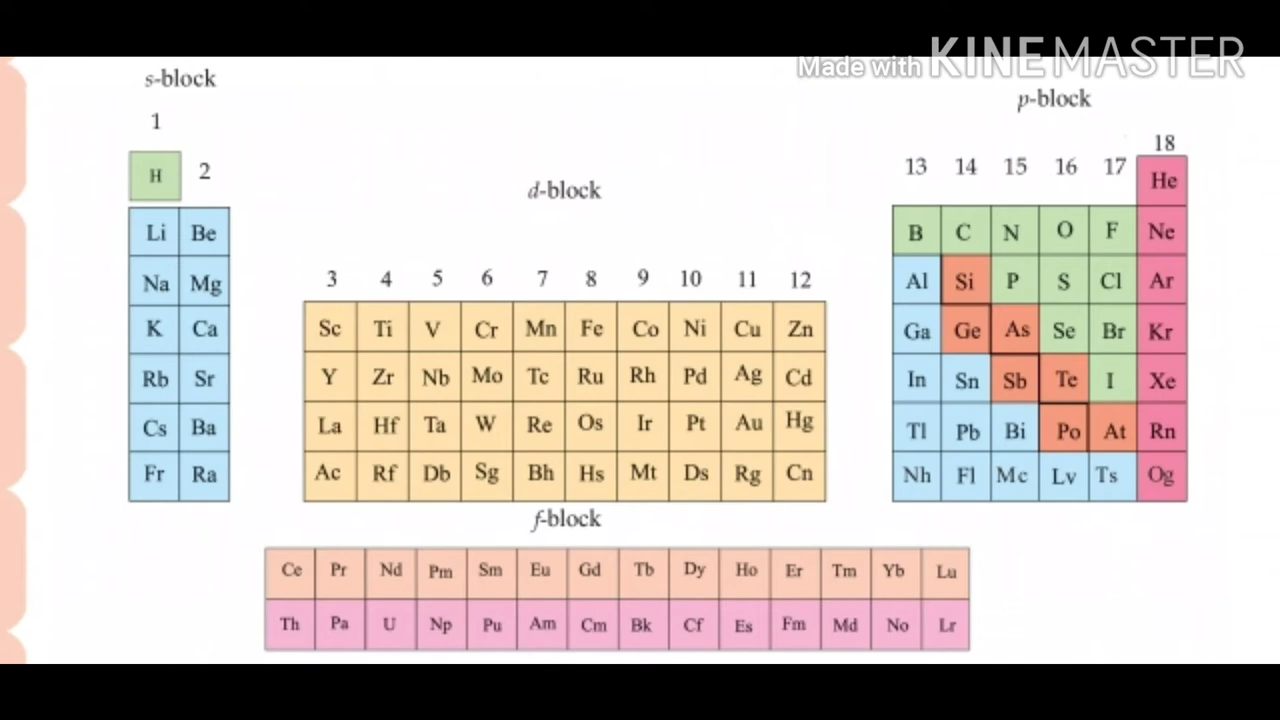 Made with KINEMASTER
s-block
p-block
1
18
13 14 15 16 17
2
d-block
H
He
Li Be
B C N O F Ne
3 4 5 6 7 8 9 10 11 12
Na Mg
Al Si P S Cl Ar
K Ca Sc Ti V Cr Mn Fe Co Ni Cu Zn Ga Ge As Se Br Kr
Rb Sr Y Zr Nb Mo Tc Ru Rh Pd Ag Cd In Sn Sb Te I Xe
Cs Ba La Hf Ta W Re Os Ir Pt Au Hg Tl Pb Bi Po At Rn
Fr Ra Ac Rf Db Sg Bh Hs Mt Ds Rg Cn Nh Fl Mc Lv Ts Og
f-block
Ce Pr Nd Pm Sm Eu Gd Tb Dy Ho Er Tm Yb Lu
Th Pa U Np Pu Am Cm Bk Cf Es Fm Md No Lr